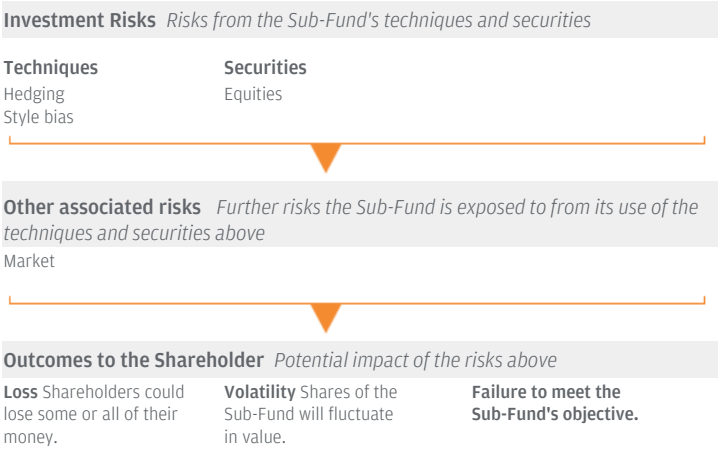 Investment Risks Risks from the Sub-Fund's techniques and securities
Techniques
Hedging
Style bias
Securities
Equities
Other associated risks Further risks the Sub-Fund is exposed to from its use of the
techniques and securities above
Market
Outcomes to the Shareholder Potential impact of the risks above
Loss Shareholders could
lose some or all of their
money.
Volatility Shares of the
Sub-Fund will fluctuate
in value.
Failure to meet the
Sub-Fund's objective.